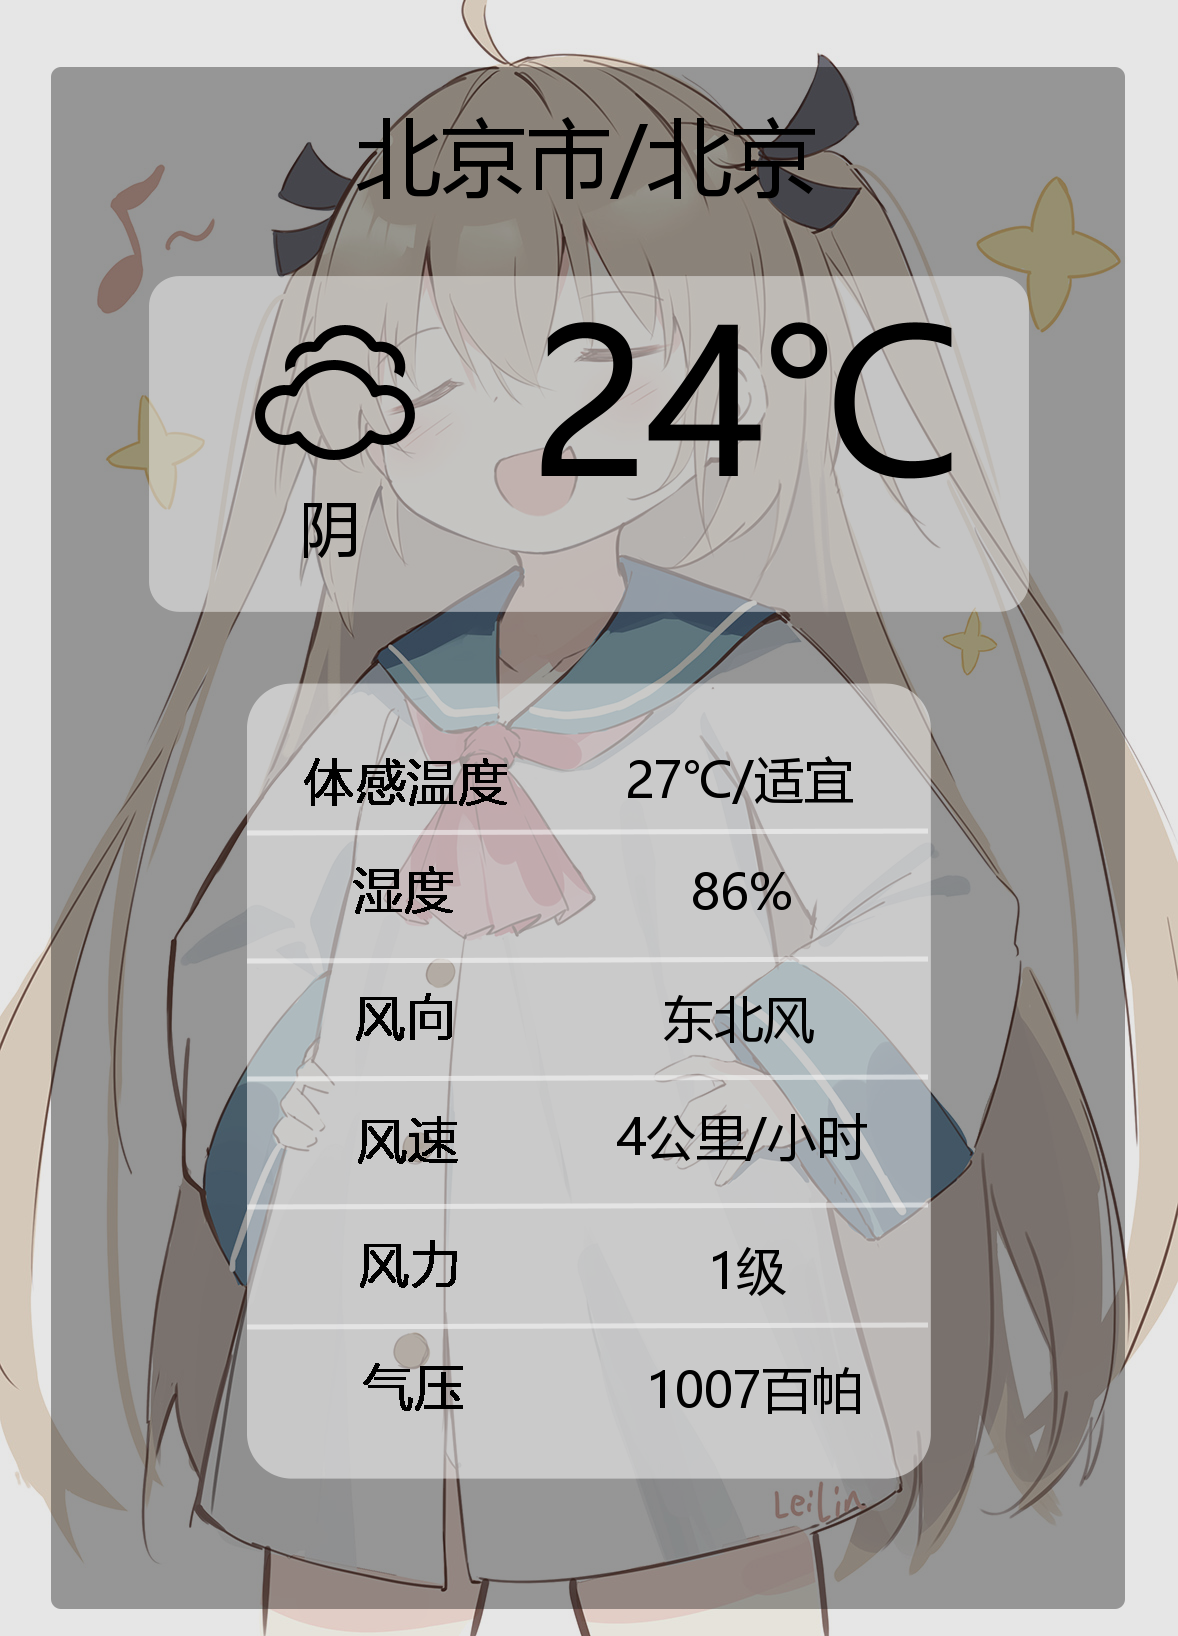 北京市/北京
24℃
阴
体感温度 27℃/适宜
湿度 86%
风向 东北风
风速 4公里/小时
风力 1级
气压 1007百帕
LeiLin